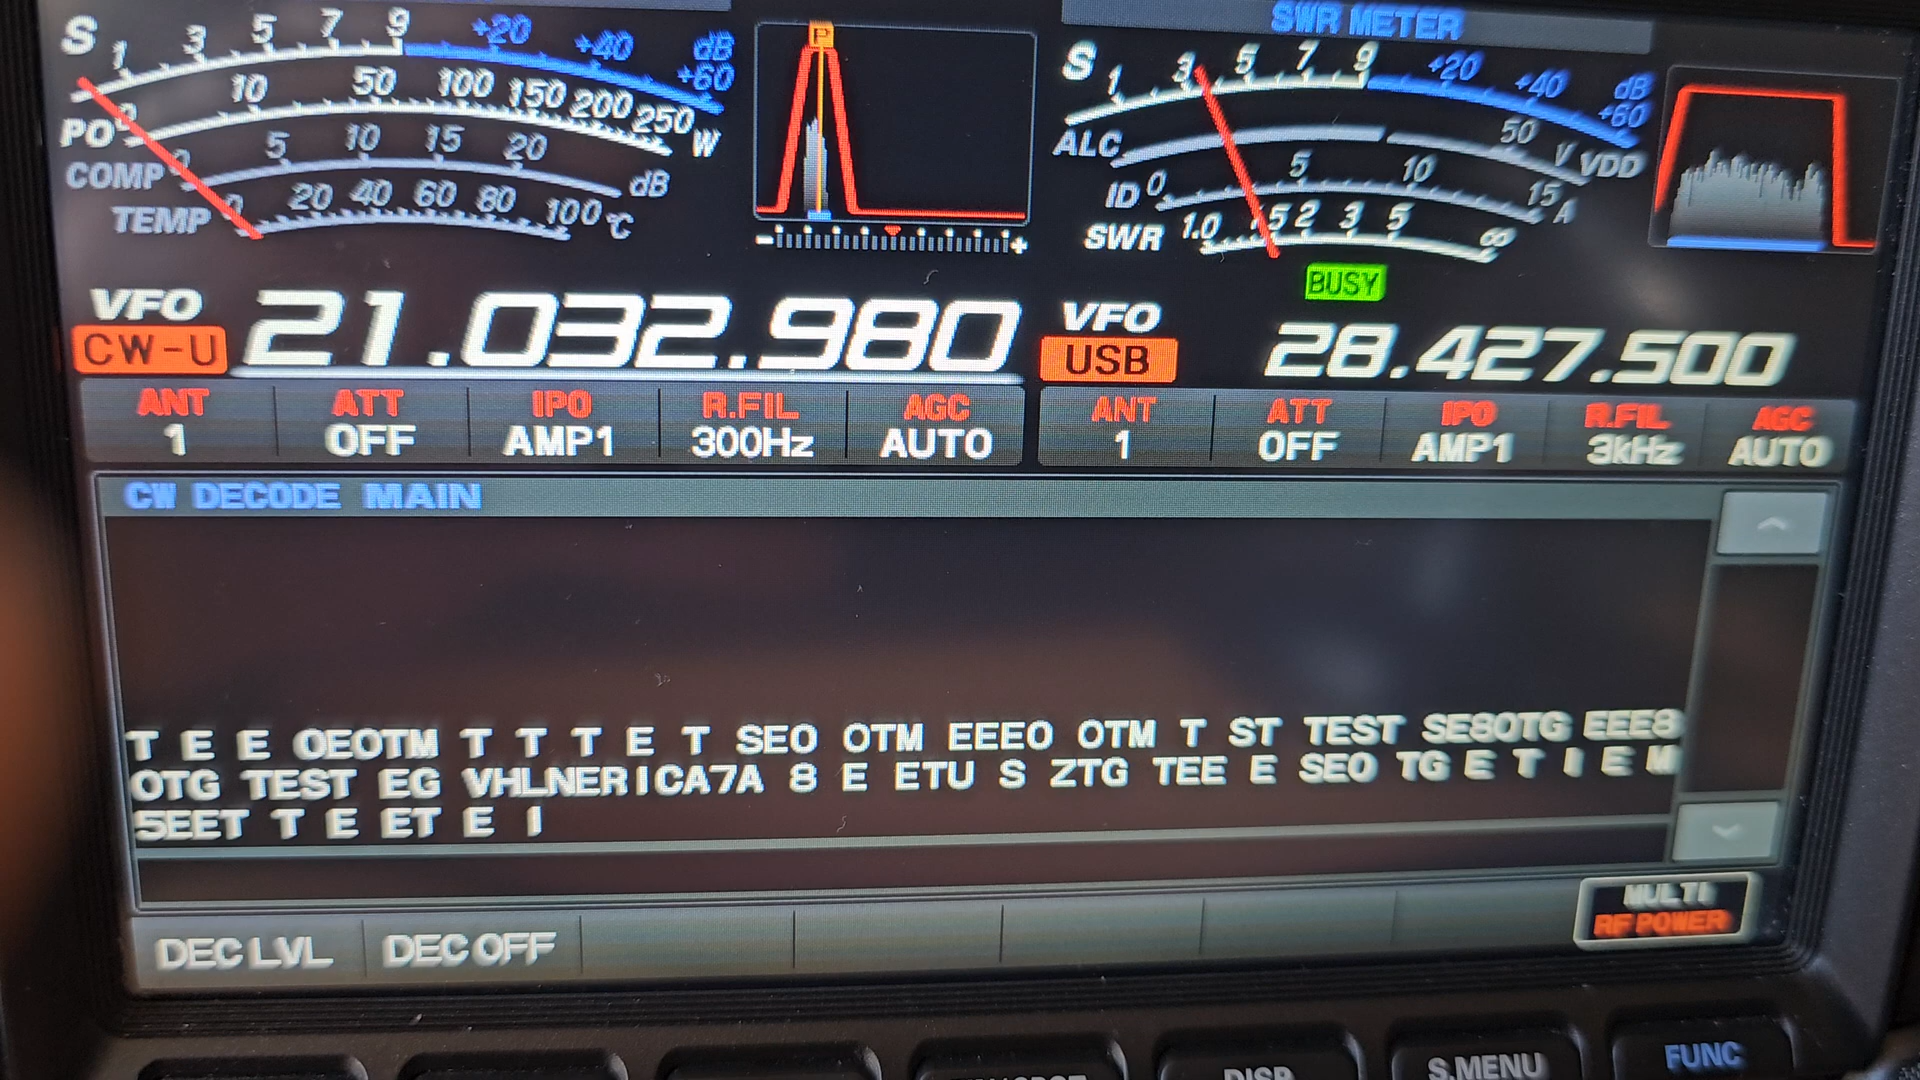 SWR METER
S 1 3 5 7 9 +20 +40 +60 dB
PO 0 10 50 100 150 200 250 W
COMP 0 5 10 15 20 dB
TEMP 0 20 40 60 80 100 °C
P
- +
S 1 3 5 7 9 +20 +40 +60 dB
ALC 50 V VDD
ID 0 5 10 15 A
SWR 1.0 1.5 2 3 5 ∞
BUSY
VFO
CW-U 21.032.980
VFO
USB 28.427.500
ANT ATT IPO R.FIL AGC
1 OFF AMP1 300Hz AUTO
ANT ATT IPO R.FIL AGC
1 OFF AMP1 3kHz AUTO
CW DECODE MAIN
T E E OEOTM T T T E T SEO OTM EEEO OTM T ST TEST SE8OTG EEE8
OTG TEST EG VHLNERICA7A 8 E ETU S ZTG TEE E SEO TG E T I E M
SEET T E ET E I
MULTI
RF POWER
DEC LVL DEC OFF
DISP
S.MENU
FUNC